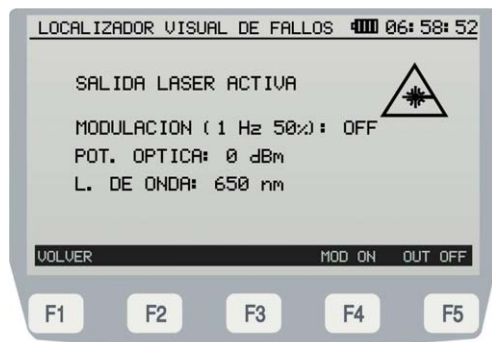 LOCALIZADOR VISUAL DE FALLOS 06:58:52
SALIDA LASER ACTIVA
MODULACION (1 Hz 50%): OFF
POT. OPTICA: 0 dBm
L. DE ONDA: 650 nm
VOLVER MOD ON OUT OFF
F1 F2 F3 F4 F5